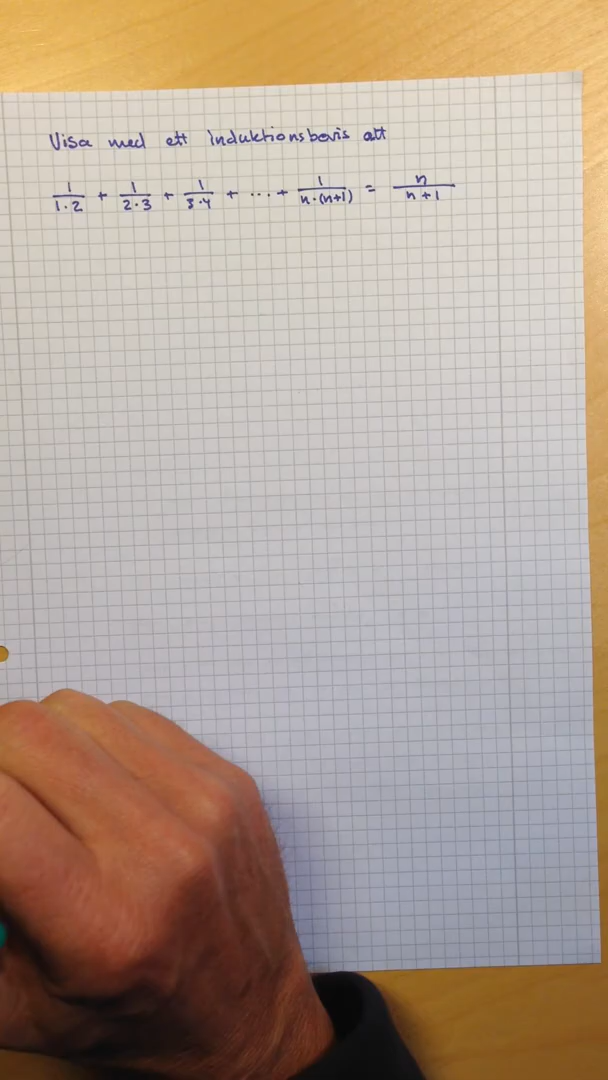 Visa med ett induktionsbevis att
1/(1·2) + 1/(2·3) + 1/(3·4) + ... + 1/(n·(n+1)) = n/(n+1)